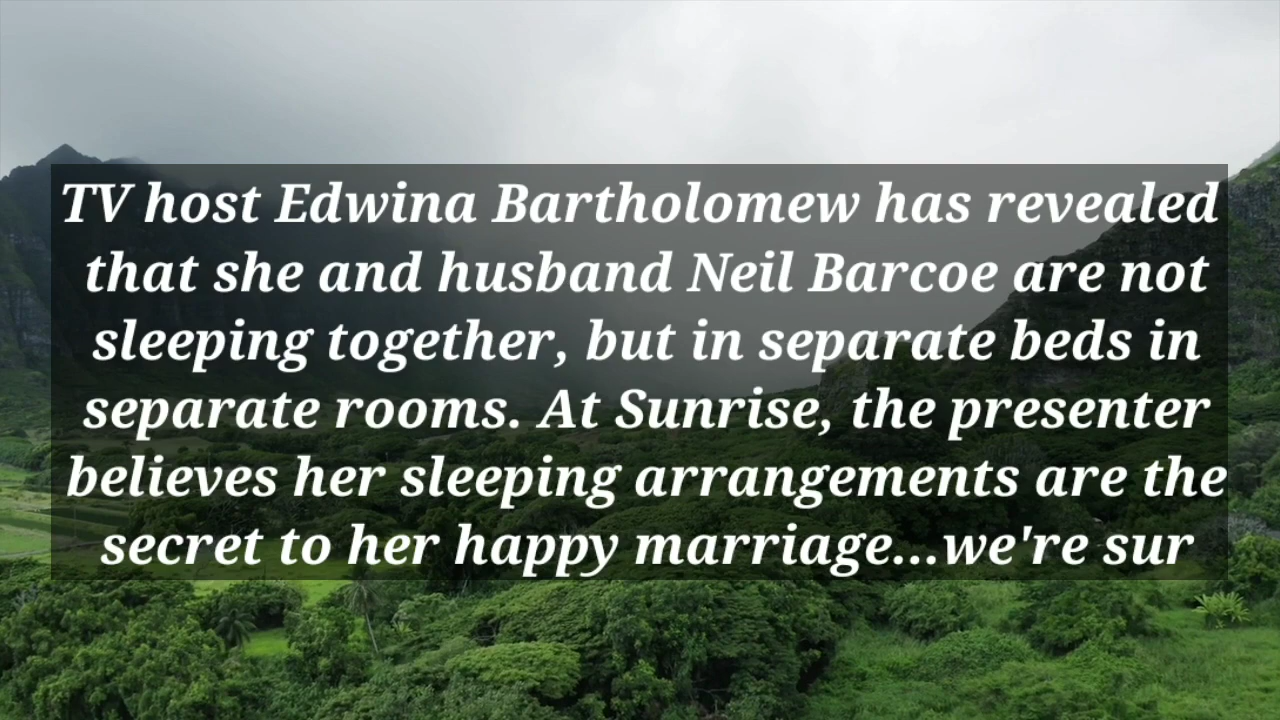 TV host Edwina Bartholomew has revealed
that she and husband Neil Barcoe are not
sleeping together, but in separate beds in
separate rooms. At Sunrise, the presenter
believes her sleeping arrangements are the
secret to her happy marriage...we're sur